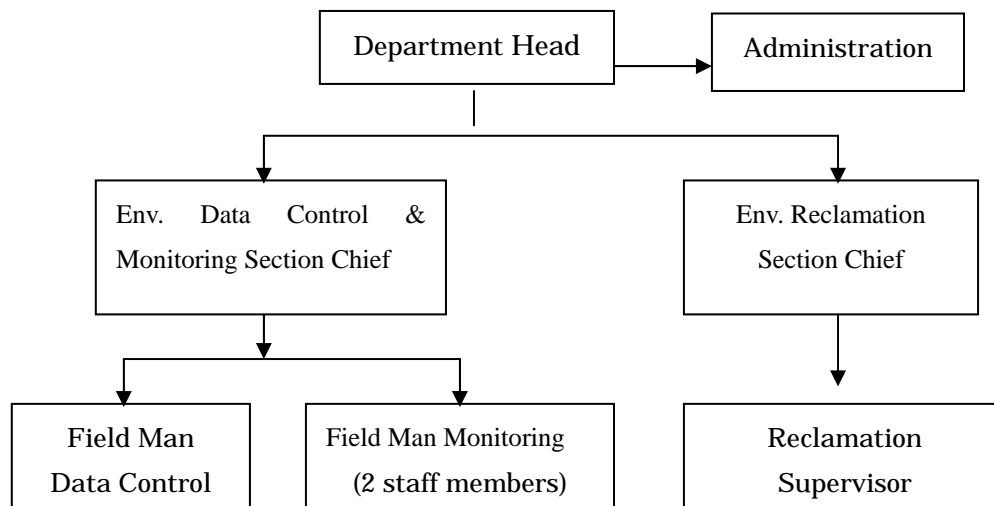 Department Head
Administration
Env. Data Control &
Monitoring Section Chief
Env. Reclamation
Section Chief
Field Man
Data Control
Field Man Monitoring
(2 staff members)
Reclamation
Supervisor